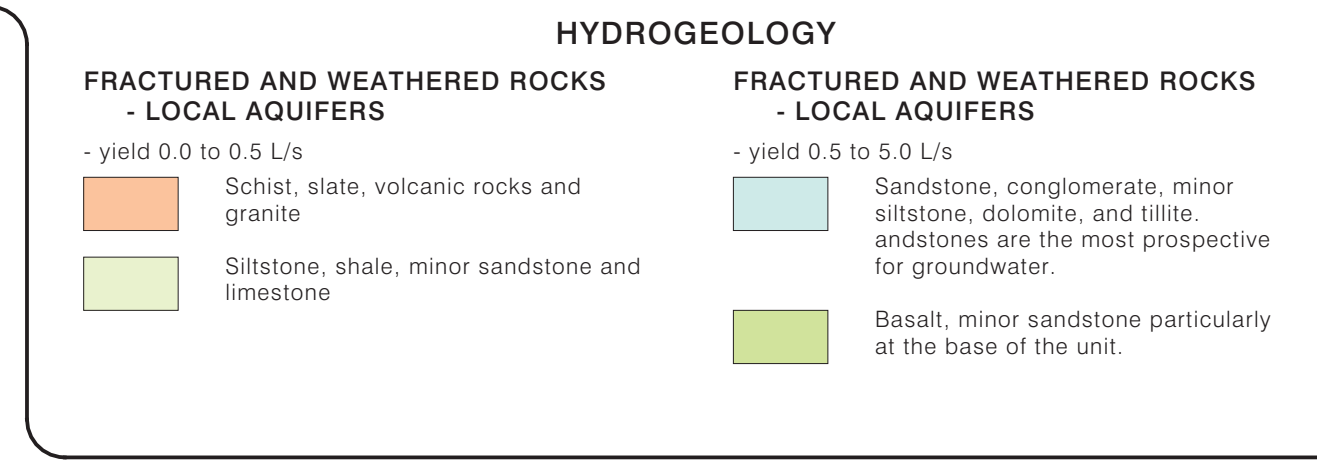 HYDROGEOLOGY
FRACTURED AND WEATHERED ROCKS
- LOCAL AQUIFERS
- yield 0.0 to 0.5 L/s
Schist, slate, volcanic rocks and
granite
Siltstone, shale, minor sandstone and
limestone
FRACTURED AND WEATHERED ROCKS
- LOCAL AQUIFERS
- yield 0.5 to 5.0 L/s
Sandstone, conglomerate, minor
siltstone, dolomite, and tillite.
andstones are the most prospective
for groundwater.
Basalt, minor sandstone particularly
at the base of the unit.